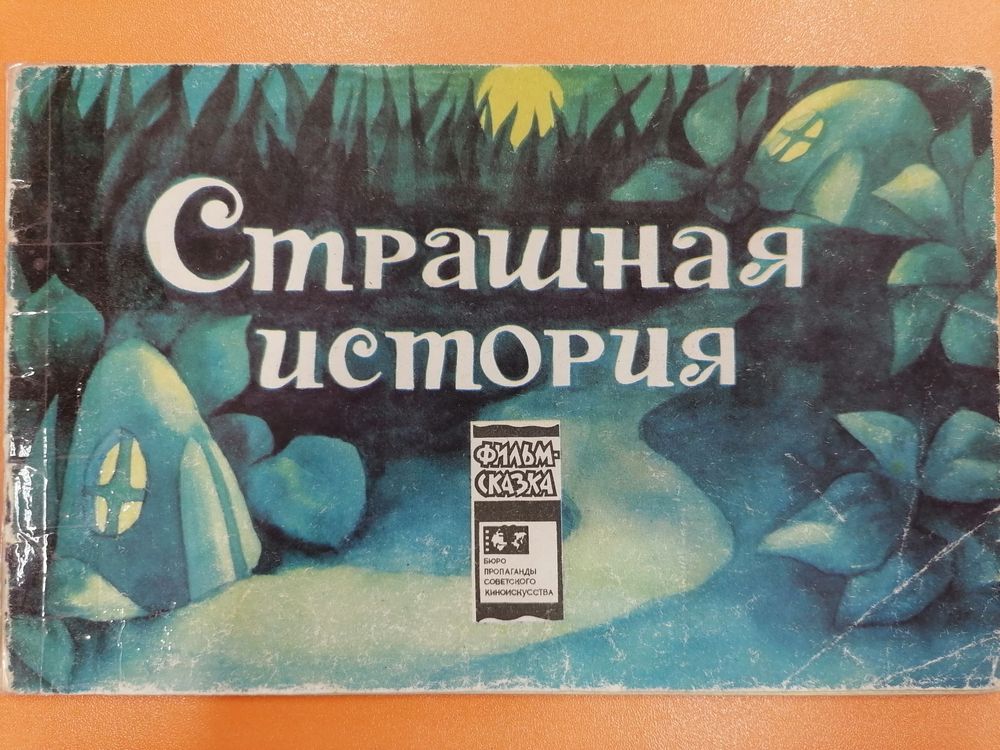 Страшная
история
ФИЛЬМ-
СКАЗКА
БЮРО
ПРОПАГАНДЫ
СОВЕТСКОГО
КИНОИСКУССТВА